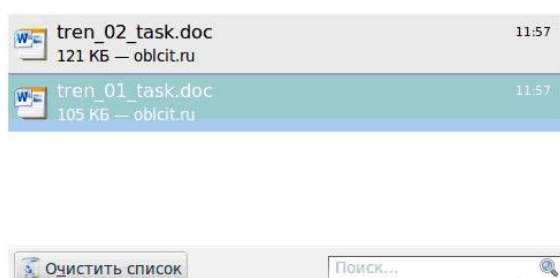 tren_02_task.doc 11:57
121 КБ — oblcit.ru
tren_01_task.doc 11:57
105 КБ — oblcit.ru
Очистить список Поиск...